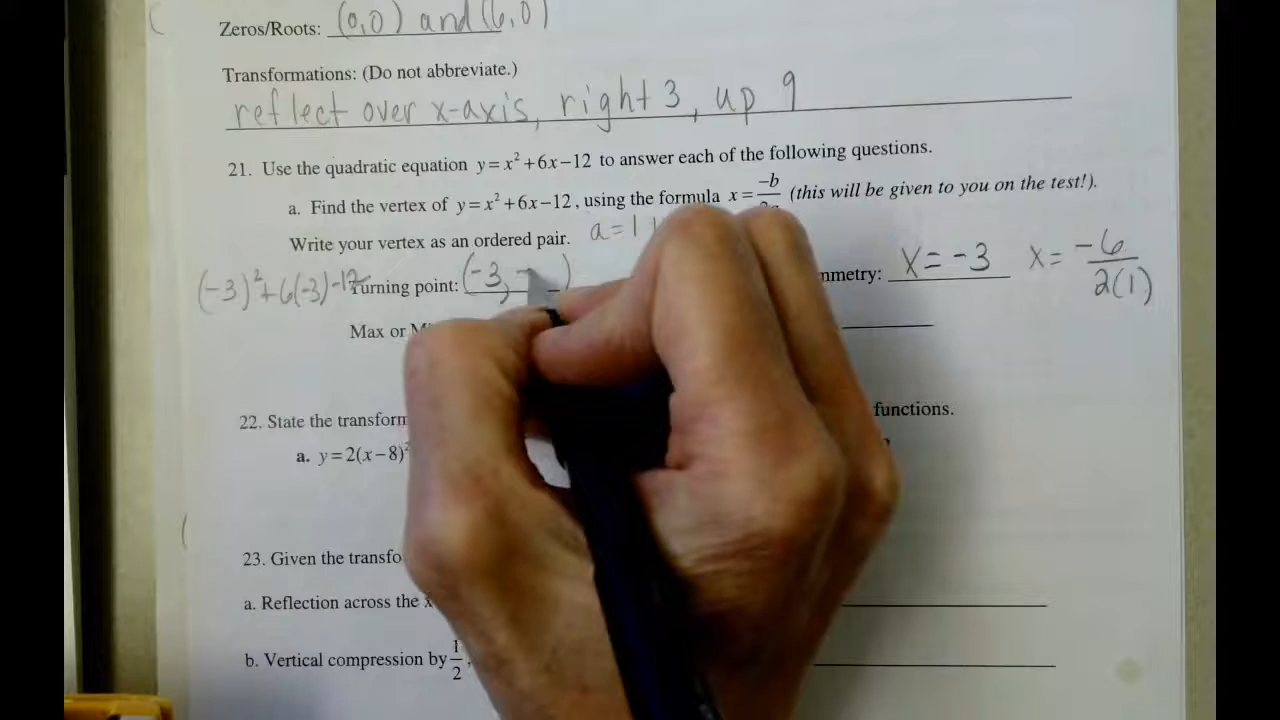 Zeros/Roots: (0,0) and (6,0)
Transformations: (Do not abbreviate.)
reflect over x-axis, right 3, up 9
21. Use the quadratic equation y=x²+6x−12 to answer each of the following questions.
a. Find the vertex of y=x²+6x−12, using the formula x=−b (this will be given to you on the test!).
Write your vertex as an ordered pair. a=1
(-3)²+6(-3)-12 Turning point: (-3, - ) x=-3 x=-6/2(1)
Max or
22. State the functions.
a. y=2(x−8)²
23. Given the
a. Reflection across the x
b. Vertical compression by 1/2,